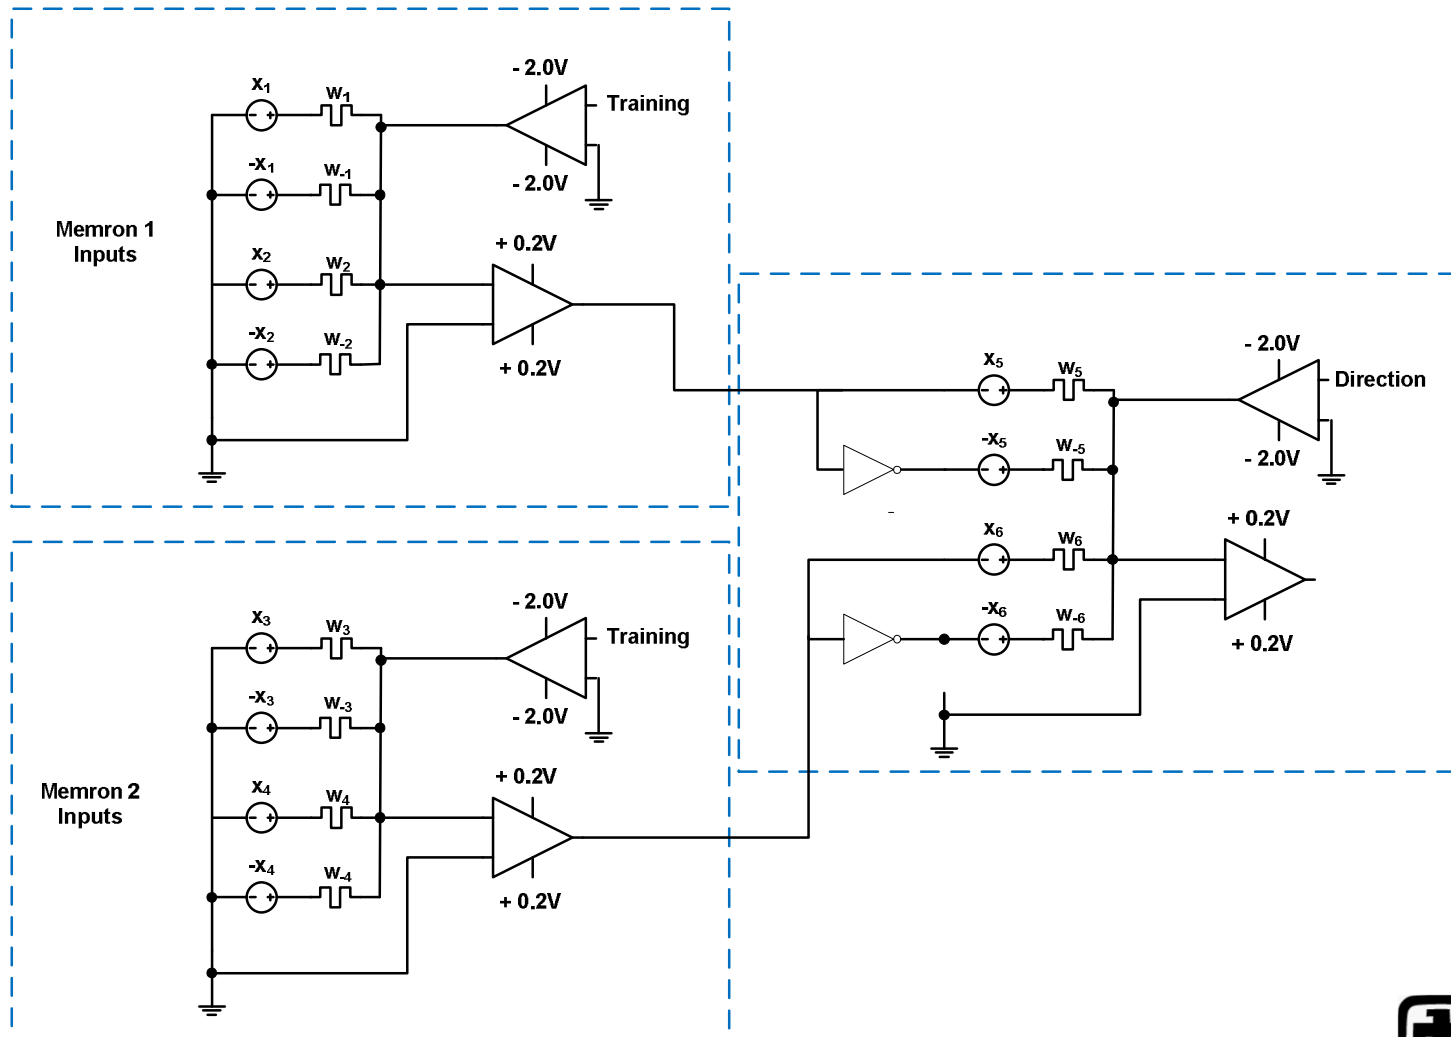 - 2.0V
x1
w1
Training
-x1
w-1
- 2.0V
Memron 1
Inputs
x2
w2
+ 0.2V
-x2
w-2
+ 0.2V
x5
w5
- 2.0V
Direction
-x5
w-5
- 2.0V
x6
w6
+ 0.2V
-x6
w-6
+ 0.2V
- 2.0V
x3
w3
Training
-x3
w-3
- 2.0V
Memron 2
Inputs
x4
w4
+ 0.2V
-x4
w-4
+ 0.2V